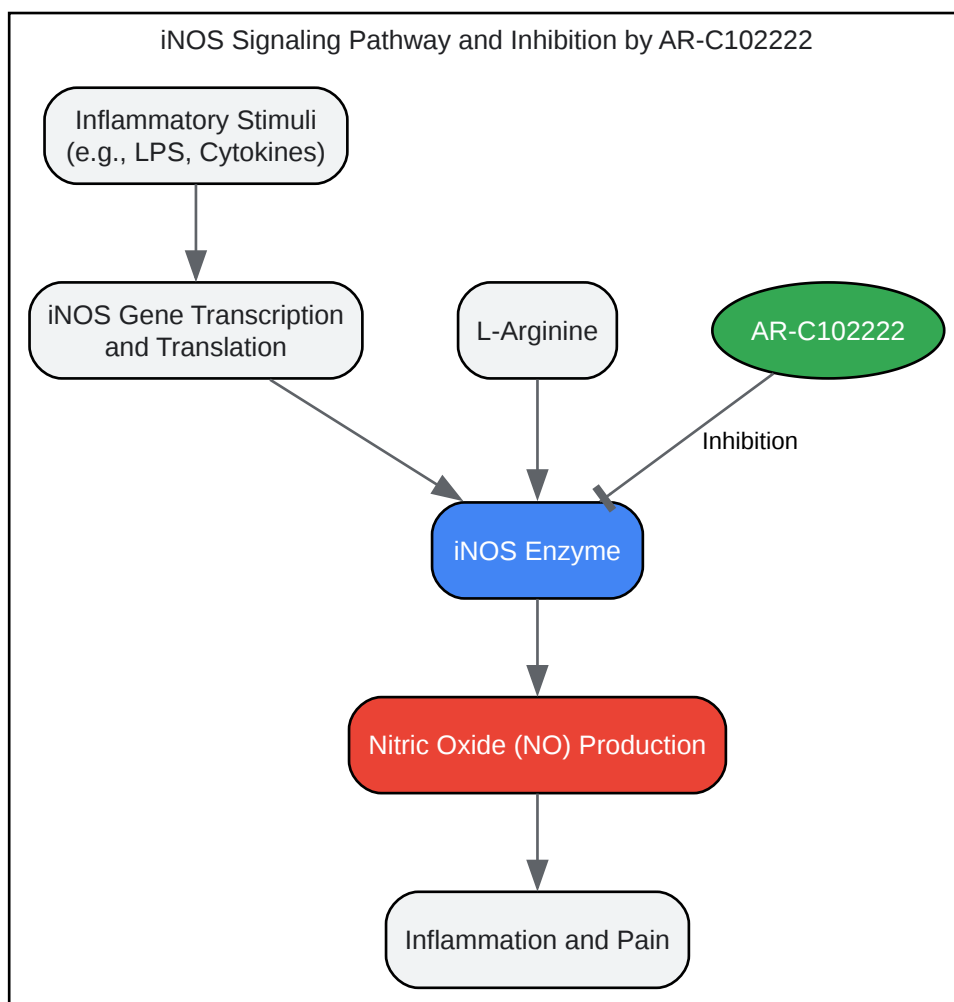 iNOS Signaling Pathway and Inhibition by AR-C102222
Inflammatory Stimuli
(e.g., LPS, Cytokines)
iNOS Gene Transcription
and Translation
L-Arginine
AR-C102222
Inhibition
iNOS Enzyme
Nitric Oxide (NO) Production
Inflammation and Pain